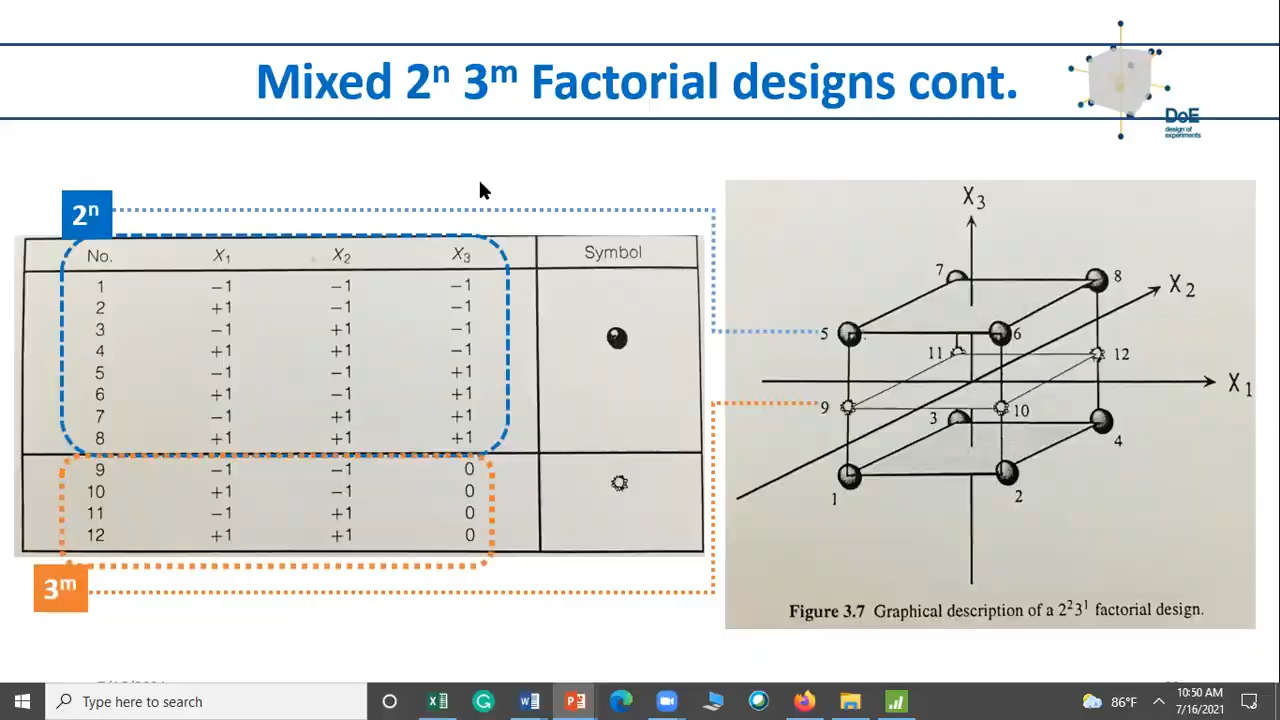 Mixed 2ⁿ 3ᵐ Factorial designs cont.
DoE
design of
experiments
2ⁿ
No. X₁ X₂ X₃ Symbol
1 −1 −1 −1
2 +1 −1 −1
3 −1 +1 −1
4 +1 +1 −1
5 −1 −1 +1
6 +1 −1 +1
7 −1 +1 +1
8 +1 +1 +1
9 −1 −1 0
10 +1 −1 0
11 −1 +1 0
12 +1 +1 0
3ᵐ
X₃
7
8
X₂
5
6
11
12
X₁
9
10
3
4
1
2
Figure 3.7 Graphical description of a 2²3¹ factorial design.
Type here to search
86°F
10:50 AM
7/16/2021